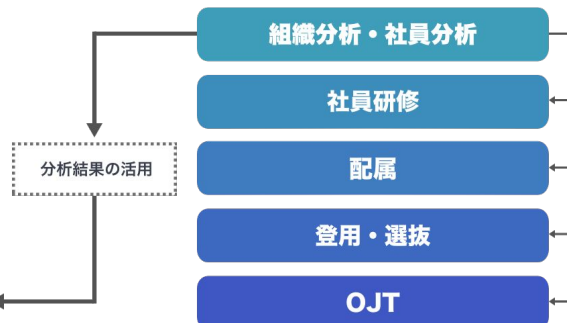 組織分析・社員分析
社員研修
分析結果の活用
配属
登用・選抜
OJT